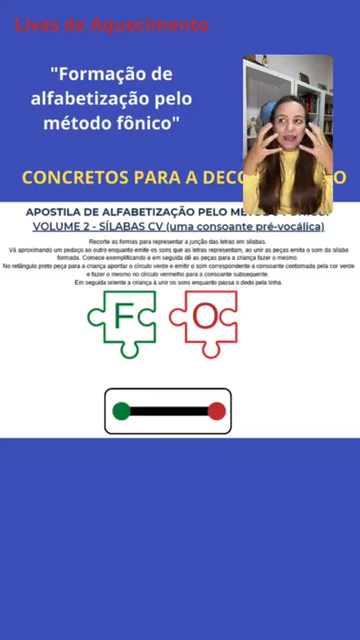 Lives de Aquecimento
"Formação de
alfabetização pelo
método fônico"
CONCRETOS PARA A DECO O
APOSTILA DE ALFABETIZAÇÃO PELO
VOLUME 2 - SÍLABAS CV (uma consoante pré-vocálica)
Recorte as formas para representar a junção das letras em sílabas.
Vá aproximando um pedaço ao outro enquanto emite os sons que as letras representam, ao unir as peças emita o som da sílaba
formada. Comece exemplificando e em seguida dê as peças para a criança fazer o mesmo.
No retângulo preto peça para a criança apontar o círculo verde e emitir o som correspondente a consoante contornada pela cor verde
e fazer o mesmo no círculo vermelho para a consoante subsequente.
Em seguida oriente a criança à unir os sons enquanto passa o dedo pela linha.
F O